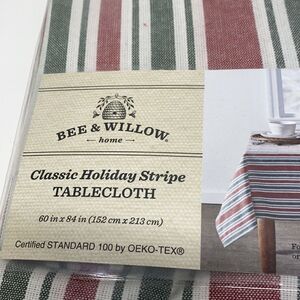 BEE & WILLOW®
home
Classic Holiday Stripe
TABLECLOTH
60 in x 84 in (152 cm x 213 cm)
Certified STANDARD 100 by OEKO-TEX®